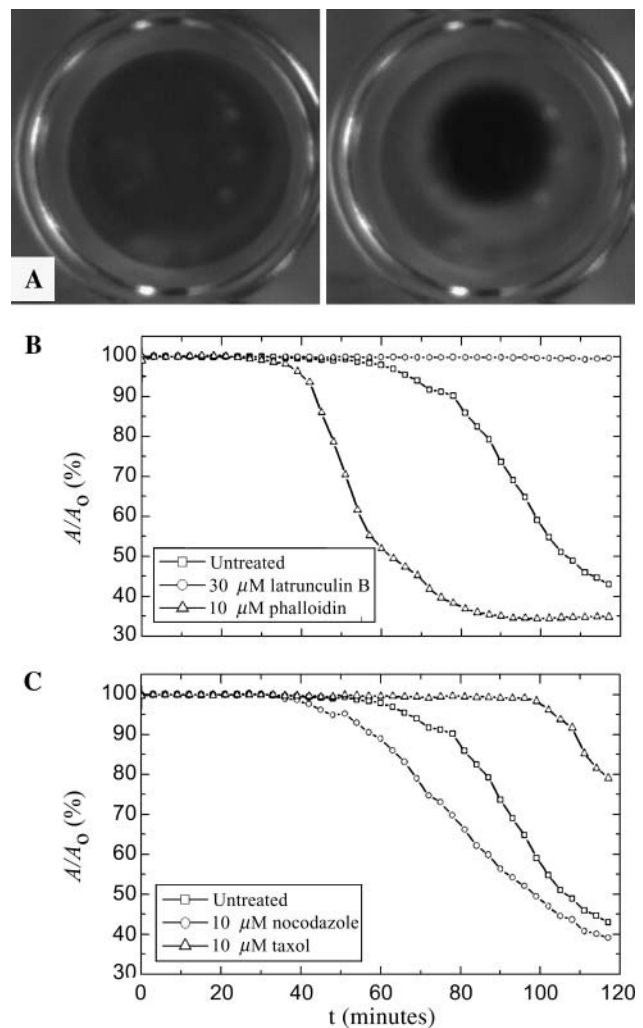 A
B
100
90
80
70
60
50
40
30
A/A₀ (%)
Untreated
30 μM latrunculin B
10 μM phalloidin
C
100
90
80
70
60
50
40
30
A/A₀ (%)
Untreated
10 μM nocodazole
10 μM taxol
0 20 40 60 80 100 120
t (minutes)